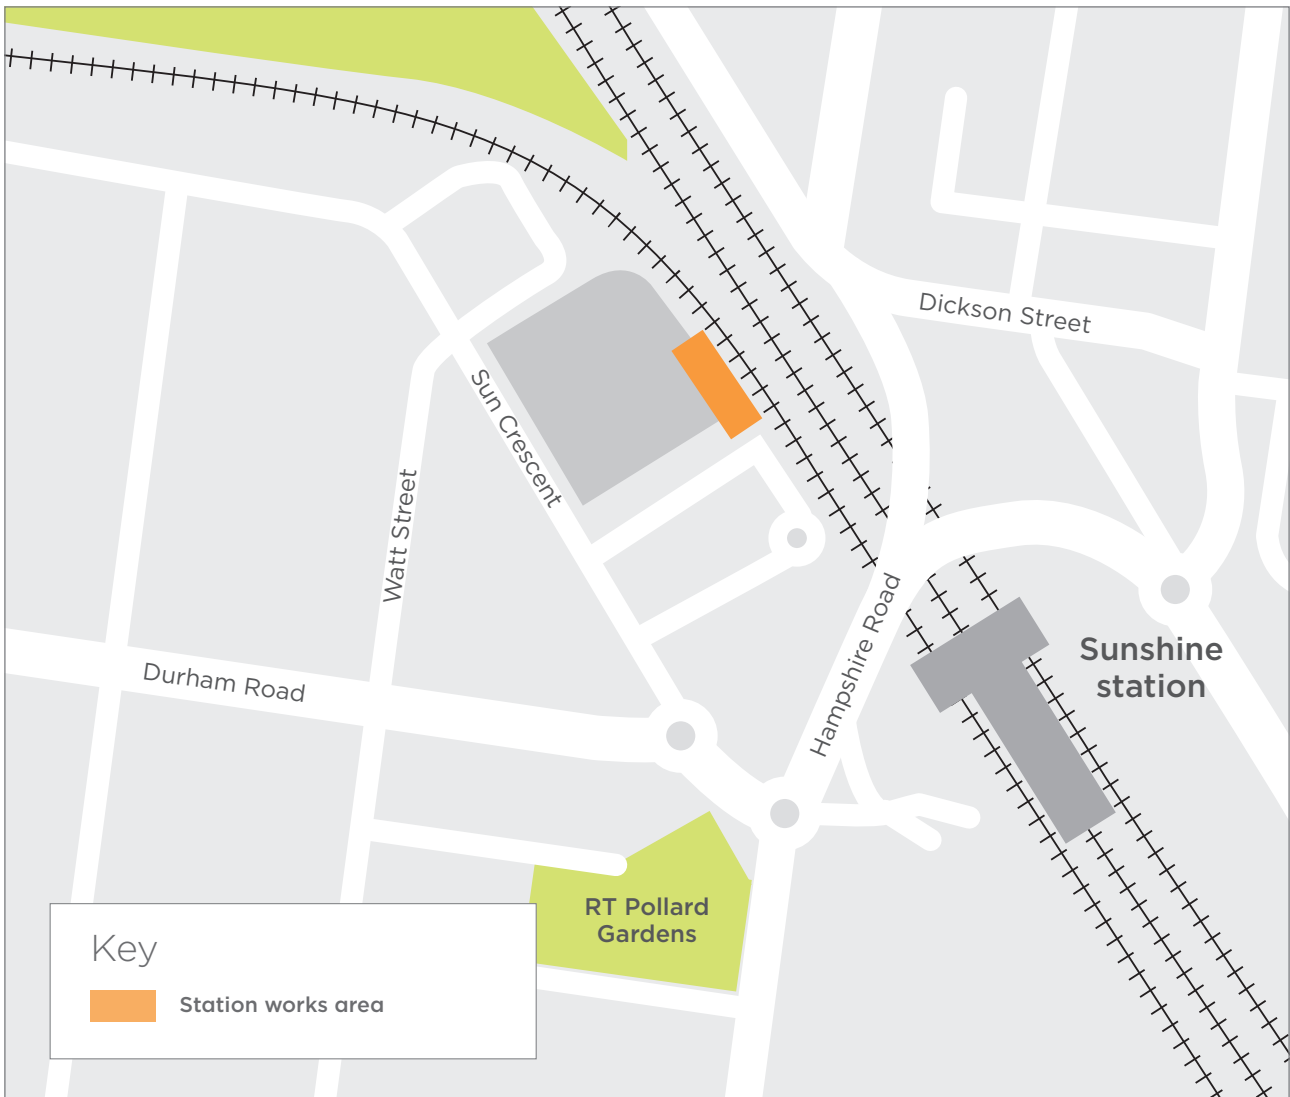 Dickson Street
Sun Crescent
Watt Street
Hampshire Road
Sunshine
station
Durham Road
RT Pollard
Gardens
Key
Station works area